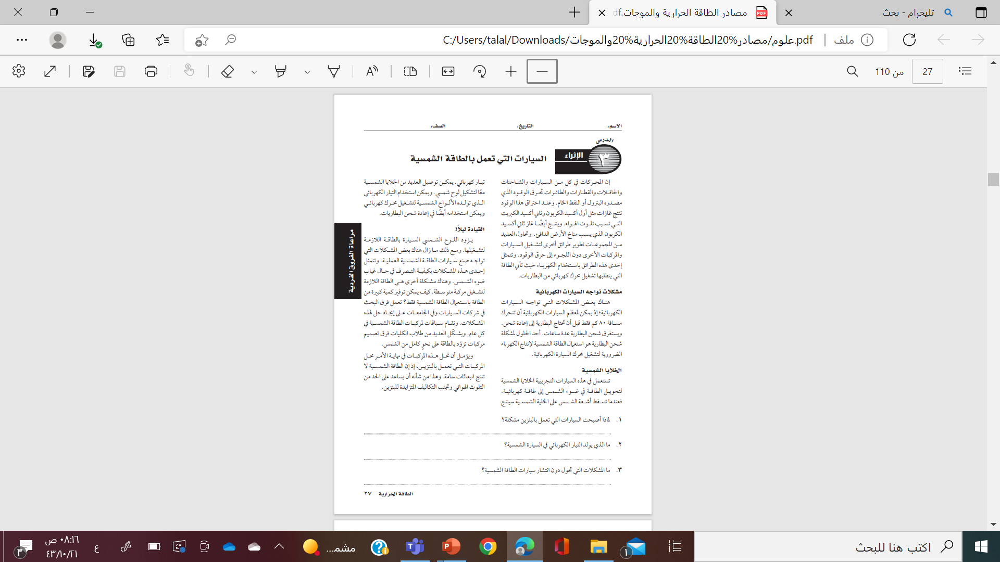 تليجرام - بحث
مصادر الطاقة الحرارية والموجات.df
ملف
C:/Users/talal/Downloads/علوم/مصادر%20الطاقة%20الحرارية%20والموجات.pdf
27
من 110
الاسم:
التاريخ:
الصف:
الدرس
٣
الإثراء
السيارات التي تعمل بالطاقة الشمسية
إن المحركات في كل من السيارات والشاحنات
والحافلات والقطارات والطائرات تحرق الوقود الذي
مصدره البترول أو النفط الخام. وعند احتراق هذا الوقود
تنتج غازات مثل أول أكسيد الكربون وثاني أكسيد الكبريت
التي تسبب تلوث الهواء. وينتج أيضًا غاز ثاني أكسيد
الكربون الذي يسبب مناخ الأرض الدافئ. وتحاول العديد
من المجموعات تطوير طرائق أخرى لتشغيل السيارات
والمركبات الأخرى دون اللجوء إلى حرق الوقود. وتتمثل
إحدى هذه الطرائق باستخدام الكهرباء حيث تأتي الطاقة
التي يتطلبها تشغيل محرك كهربائي من البطاريات.
مشكلات تواجه السيارات الكهربائية
هناك بعض المشكلات التي تواجه السيارات
الكهربائية؛ إذ يمكن لمعظم السيارات الكهربائية أن تتحرك
مسافة ٨٠ كم فقط قبل أن تحتاج البطارية إلى إعادة شحن.
ويستغرق شحن البطارية عدة ساعات. أحد الحلول لمشكلة
شحن البطارية هو استعمال الطاقة الشمسية لإنتاج الكهرباء
الضرورية لتشغيل محرك السيارة الكهربائية.
الخلايا الشمسية
تستعمل في هذه السيارات التجريبية الخلايا الشمسية
لتحويل الطاقة في ضوء الشمس إلى طاقة كهربائية.
فعندما تسقط أشعة الشمس على الخلية الشمسية سينتج
تيار كهربائي. يمكن توصيل العديد من الخلايا الشمسية
معًا لتشكيل لوح شمسي. ويمكن استخدام التيار الكهربائي
الذي تولده الألواح الشمسية لتشغيل محرك كهربائي
ويمكن استخدامه أيضًا في إعادة شحن البطاريات.
القيادة ليلاً!
يزود اللوح الشمسي السيارة بالطاقة اللازمة
لتشغيلها. ومع ذلك ما زال هناك بعض المشكلات التي
تواجه صنع سيارات الطاقة الشمسية العملية. وتتمثل
إحدى هذه المشكلات بكيفية التصرف في حال غياب
ضوء الشمس. وهناك مشكلة أخرى هي الطاقة اللازمة
لتشغيل مركبة متوسطة. كيف يمكن توفير كمية كبيرة من
الطاقة باستعمال الطاقة الشمسية فقط؟ تعمل فرق البحث
في شركات السيارات وفي الجامعات على إيجاد حل لهذه
المشكلات. وتقام سباقات لمركبات الطاقة الشمسية في
كل عام. ويشكّل العديد من طلاب الكليات فرق تصميم
مركبات تزوّد بالطاقة على نحوٍ كامل من الشمس.
ويؤمل أن تحل هذه المركبات في نهاية الأمر محل
المركبات التي تعمل بالبنزين، إذ إن الطاقة الشمسية لا
تنتج انبعاثات سامة. وهذا من شأنه أن يساعد على الحد من
التلوث الهوائي وتجنب التكاليف المتزايدة للبنزين.
مراعاة الفروق الفردية
١. لماذا أصبحت السيارات التي تعمل بالبنزين مشكلة؟
٢. ما الذي يولد التيار الكهربائي في السيارة الشمسية؟
٣. ما المشكلات التي تحول دون انتشار سيارات الطاقة الشمسية؟
الطاقة الحرارية ٢٧
اكتب هنا للبحث
١
مشم...
ع
٠٨:١٦ ص
٤٣/١٠/٢١
٣